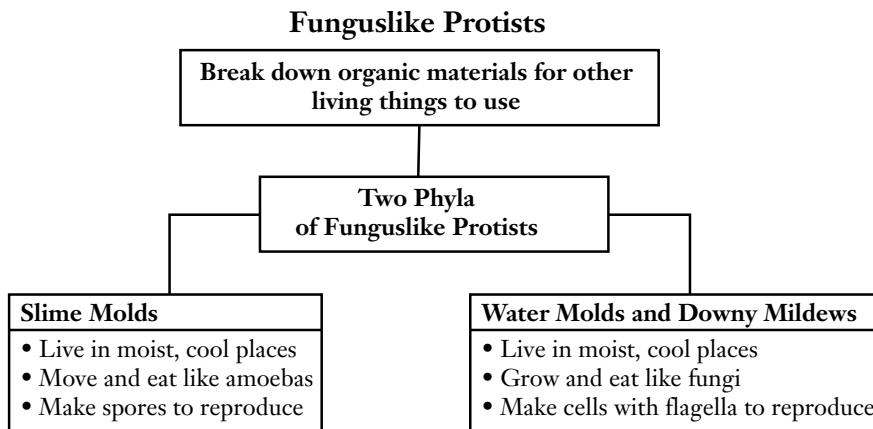 Funguslike Protists
Break down organic materials for other
living things to use
Two Phyla
of Funguslike Protists
Slime Molds
• Live in moist, cool places
• Move and eat like amoebas
• Make spores to reproduce
Water Molds and Downy Mildews
• Live in moist, cool places
• Grow and eat like fungi
• Make cells with flagella to reproduce